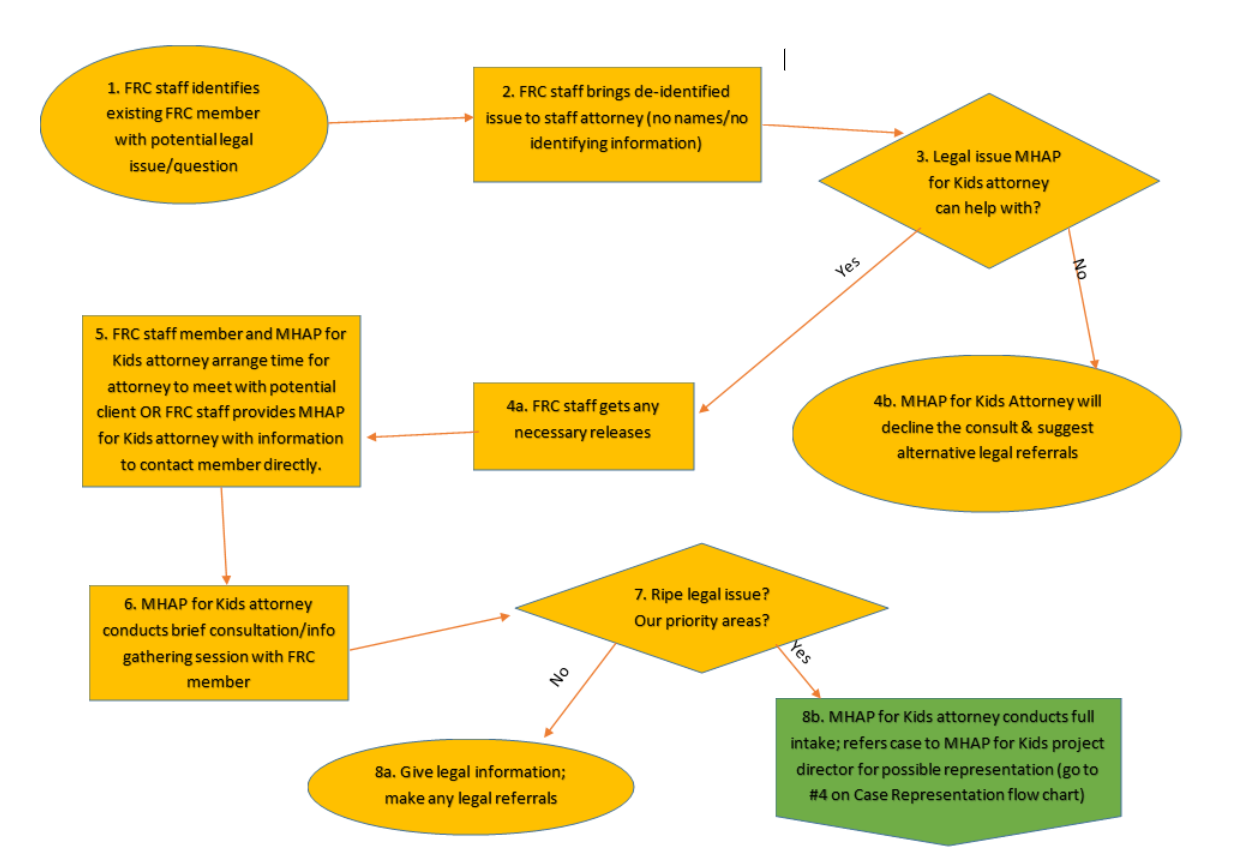 1. FRC staff identifies
existing FRC member
with potential legal
issue/question
2. FRC staff brings de-identified
issue to staff attorney (no names/no
identifying information)
3. Legal issue MHAP
for Kids attorney
can help with?
Yes
No
4a. FRC staff gets any
necessary releases
4b. MHAP for Kids Attorney will
decline the consult & suggest
alternative legal referrals
5. FRC staff member and MHAP for
Kids attorney arrange time for
attorney to meet with potential
client OR FRC staff provides MHAP
for Kids attorney with information
to contact member directly.
6. MHAP for Kids attorney
conducts brief consultation/info
gathering session with FRC
member
7. Ripe legal issue?
Our priority areas?
No
Yes
8a. Give legal information;
make any legal referrals
8b. MHAP for Kids attorney conducts full
intake; refers case to MHAP for Kids project
director for possible representation (go to
#4 on Case Representation flow chart)